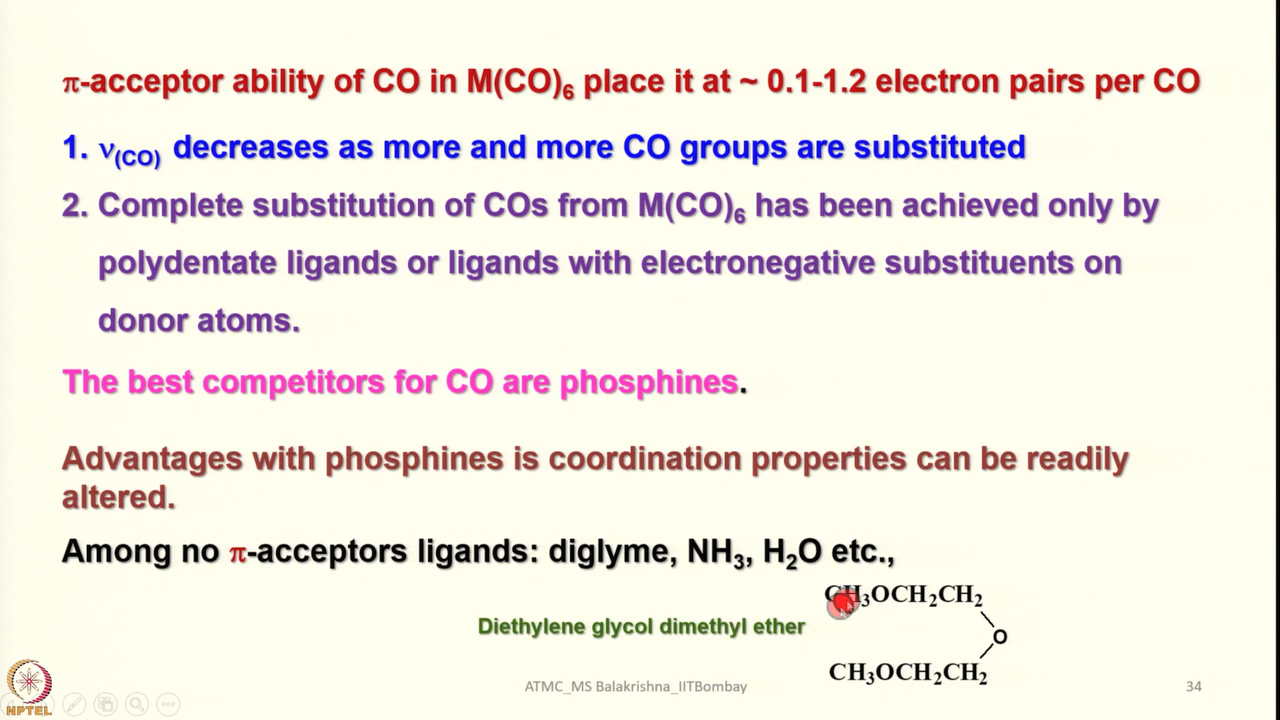 π-acceptor ability of CO in M(CO)₆ place it at ~ 0.1-1.2 electron pairs per CO
1. ν(CO) decreases as more and more CO groups are substituted
2. Complete substitution of COs from M(CO)₆ has been achieved only by
polydentate ligands or ligands with electronegative substituents on
donor atoms.
The best competitors for CO are phosphines.
Advantages with phosphines is coordination properties can be readily
altered.
Among no π-acceptors ligands: diglyme, NH₃, H₂O etc.,
CH₃OCH₂CH₂
Diethylene glycol dimethyl ether
O
CH₃OCH₂CH₂
ATMC_MS Balakrishna_IITBombay
34
NPTEL